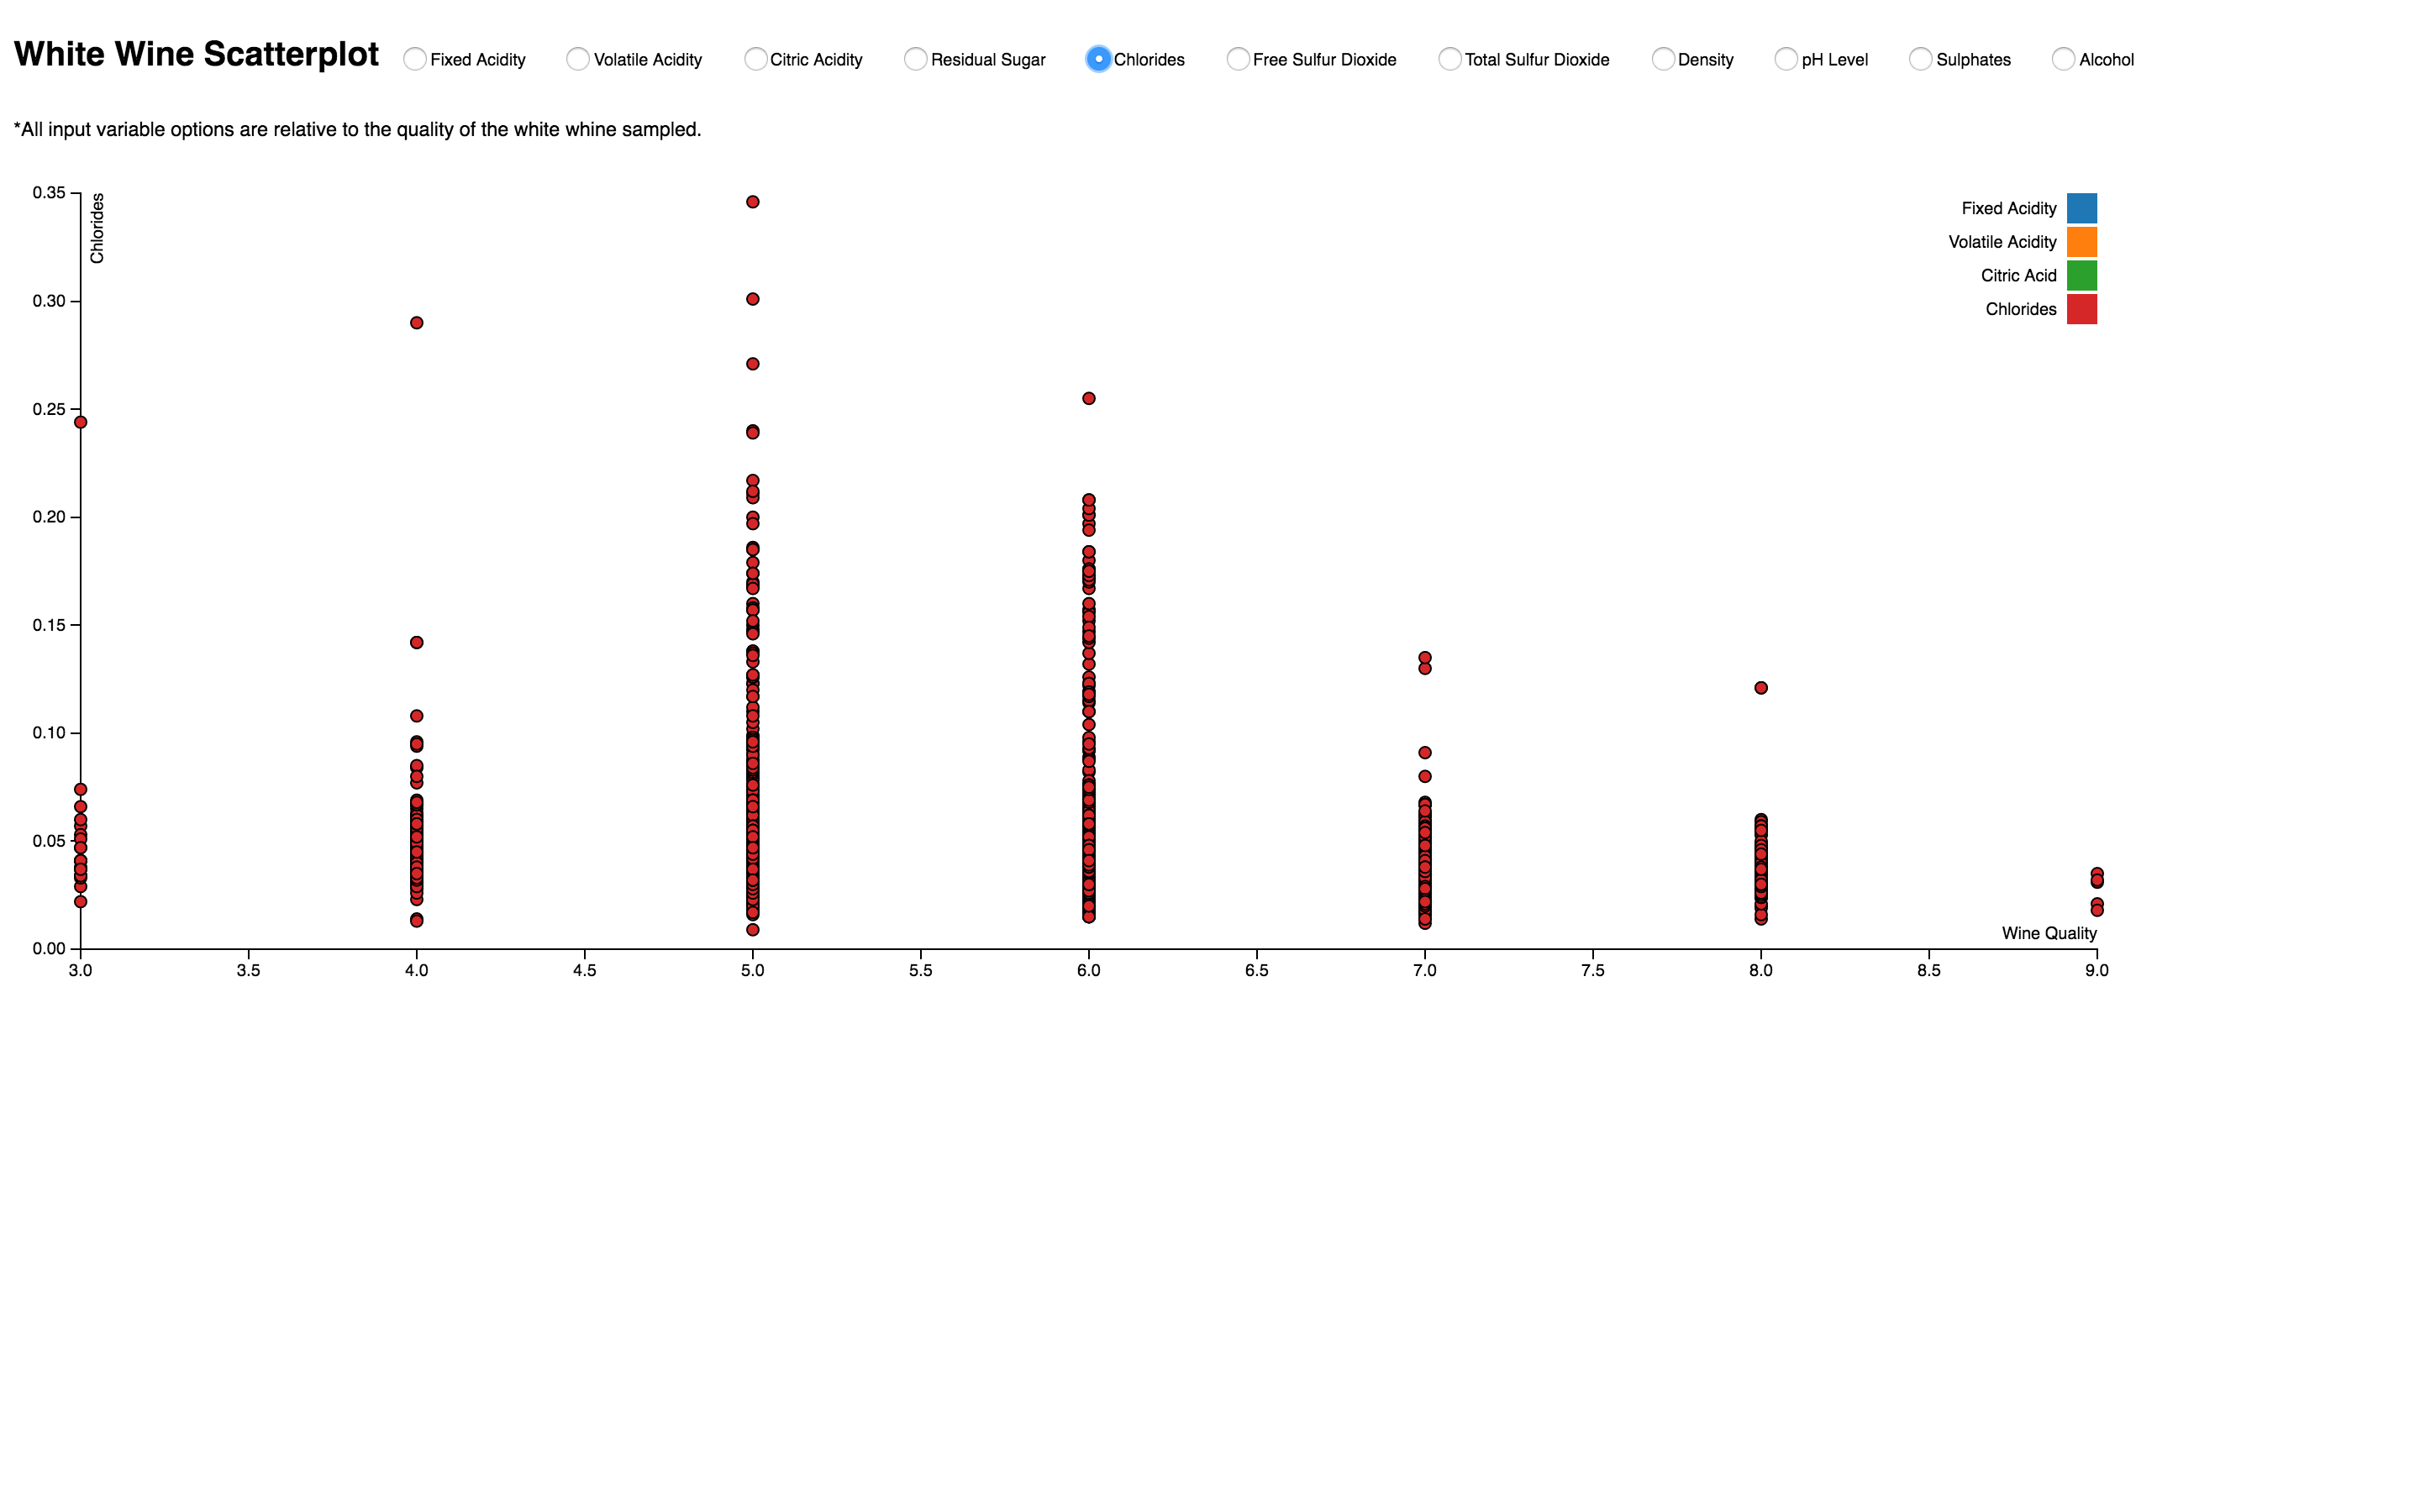 White Wine Scatterplot
Fixed Acidity Volatile Acidity Citric Acidity Residual Sugar Chlorides Free Sulfur Dioxide Total Sulfur Dioxide Density pH Level Sulphates Alcohol
*All input variable options are relative to the quality of the white whine sampled.
0.35
Chlorides
0.30
0.25
0.20
0.15
0.10
0.05
0.00
Fixed Acidity
Volatile Acidity
Citric Acid
Chlorides
Wine Quality
3.0 3.5 4.0 4.5 5.0 5.5 6.0 6.5 7.0 7.5 8.0 8.5 9.0